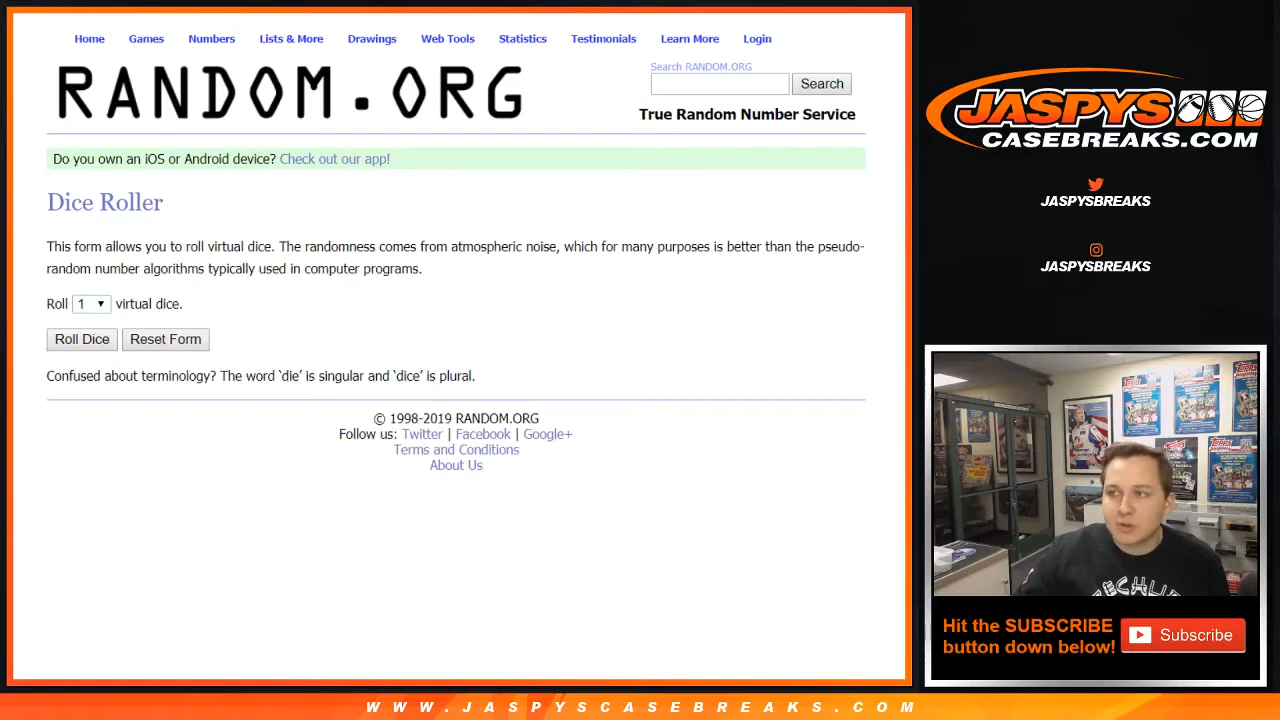 Home Games Numbers Lists & More Drawings Web Tools Statistics Testimonials Learn More Login
RANDOM.ORG
Search RANDOM.ORG
Search
True Random Number Service
Do you own an iOS or Android device? Check out our app!
Dice Roller
This form allows you to roll virtual dice. The randomness comes from atmospheric noise, which for many purposes is better than the pseudo-
random number algorithms typically used in computer programs.
Roll 1 virtual dice.
Roll Dice Reset Form
Confused about terminology? The word ‘die’ is singular and ‘dice’ is plural.
© 1998-2019 RANDOM.ORG
Follow us: Twitter | Facebook | Google+
Terms and Conditions
About Us
JASPYS
CASEBREAKS.COM
JASPYSBREAKS
JASPYSBREAKS
Hit the SUBSCRIBE
button down below!
Subscribe
WWW.JASPYSCASEBREAKS.COM